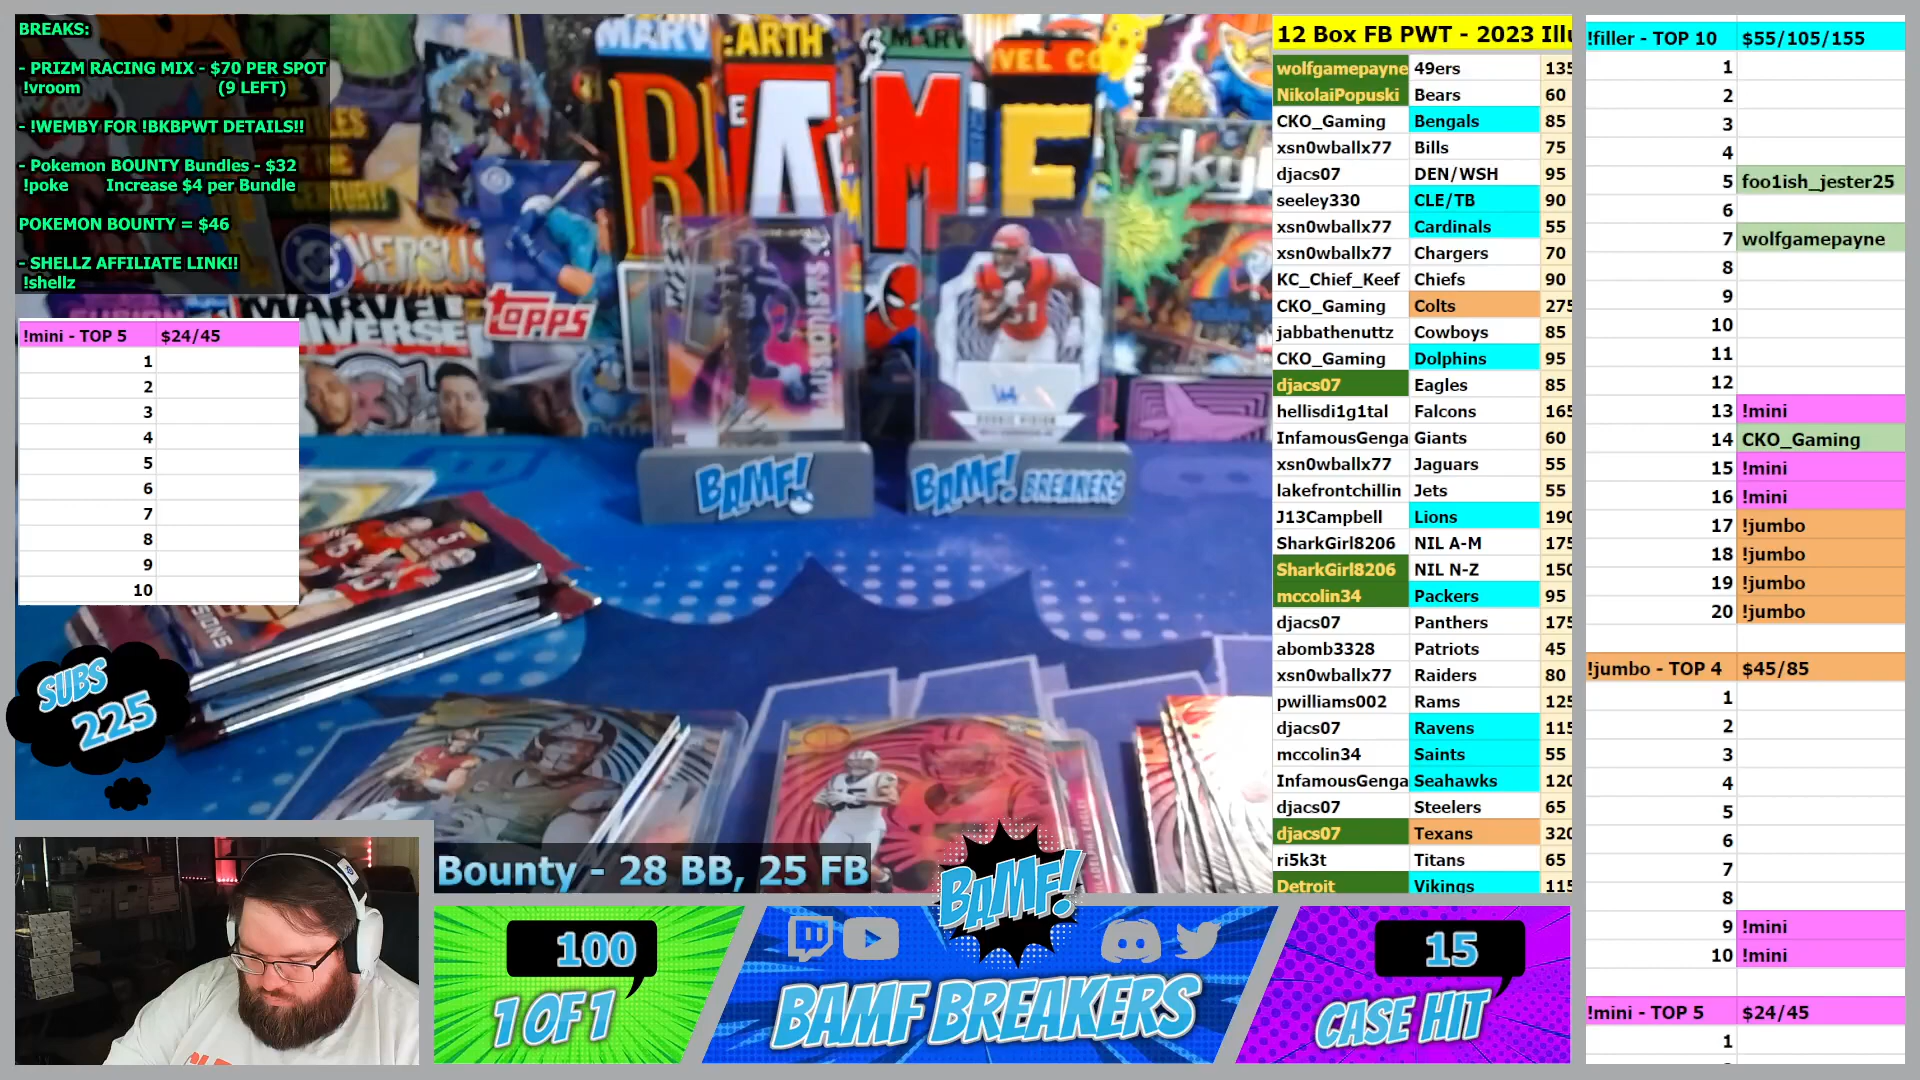 BREAKS:
- PRIZM RACING MIX - $70 PER SPOT
!vroom (9 LEFT)
- !WEMBY FOR !BKBPWT DETAILS!!
- Pokemon BOUNTY Bundles - $32
!poke Increase $4 per Bundle
POKEMON BOUNTY = $46
- SHELLZ AFFILIATE LINK!!
!shellz
!mini - TOP 5 $24/45
1
2
3
4
5
6
7
8
9
10
SUBS
225
MARV
EARTH
MARV
VEL CO
BAMF
sky
VERSUS
MARVEL
UNIVERSE
topps
ILLUSIONISTS
BAMF!
BAMF! BREAKERS
12 Box FB PWT - 2023 Illu
wolfgamepayne 49ers 135
NikolaiPopuski Bears 60
CKO_Gaming Bengals 85
xsn0wballx77 Bills 75
djacs07 DEN/WSH 95
seeley330 CLE/TB 90
xsn0wballx77 Cardinals 55
xsn0wballx77 Chargers 70
KC_Chief_Keef Chiefs 90
CKO_Gaming Colts 275
jabbathenuttz Cowboys 85
CKO_Gaming Dolphins 95
djacs07 Eagles 85
hellisdi1g1tal Falcons 165
InfamousGenga Giants 60
xsn0wballx77 Jaguars 55
lakefrontchillin Jets 55
J13Campbell Lions 190
SharkGirl8206 NIL A-M 175
SharkGirl8206 NIL N-Z 150
mccolin34 Packers 95
djacs07 Panthers 175
abomb3328 Patriots 45
xsn0wballx77 Raiders 80
pwilliams002 Rams 125
djacs07 Ravens 115
mccolin34 Saints 55
InfamousGenga Seahawks 120
djacs07 Steelers 65
djacs07 Texans 320
ri5k3t Titans 65
Detroit Vikings 115
!filler - TOP 10 $55/105/155
1
2
3
4
5 foo1ish_jester25
6
7 wolfgamepayne
8
9
10
11
12
13 !mini
14 CKO_Gaming
15 !mini
16 !mini
17 !jumbo
18 !jumbo
19 !jumbo
20 !jumbo
!jumbo - TOP 4 $45/85
1
2
3
4
5
6
7
8
9 !mini
10 !mini
!mini - TOP 5 $24/45
1
Bounty - 28 BB, 25 FB
BAMF!
100
1 OF 1
BAMF BREAKERS
15
CASE HIT